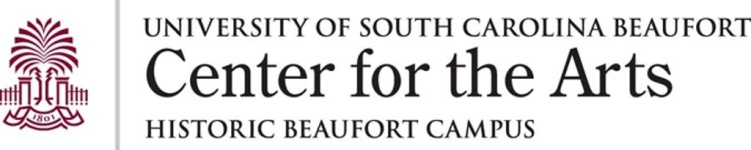 UNIVERSITY OF SOUTH CAROLINA BEAUFORT
Center for the Arts
HISTORIC BEAUFORT CAMPUS
1801